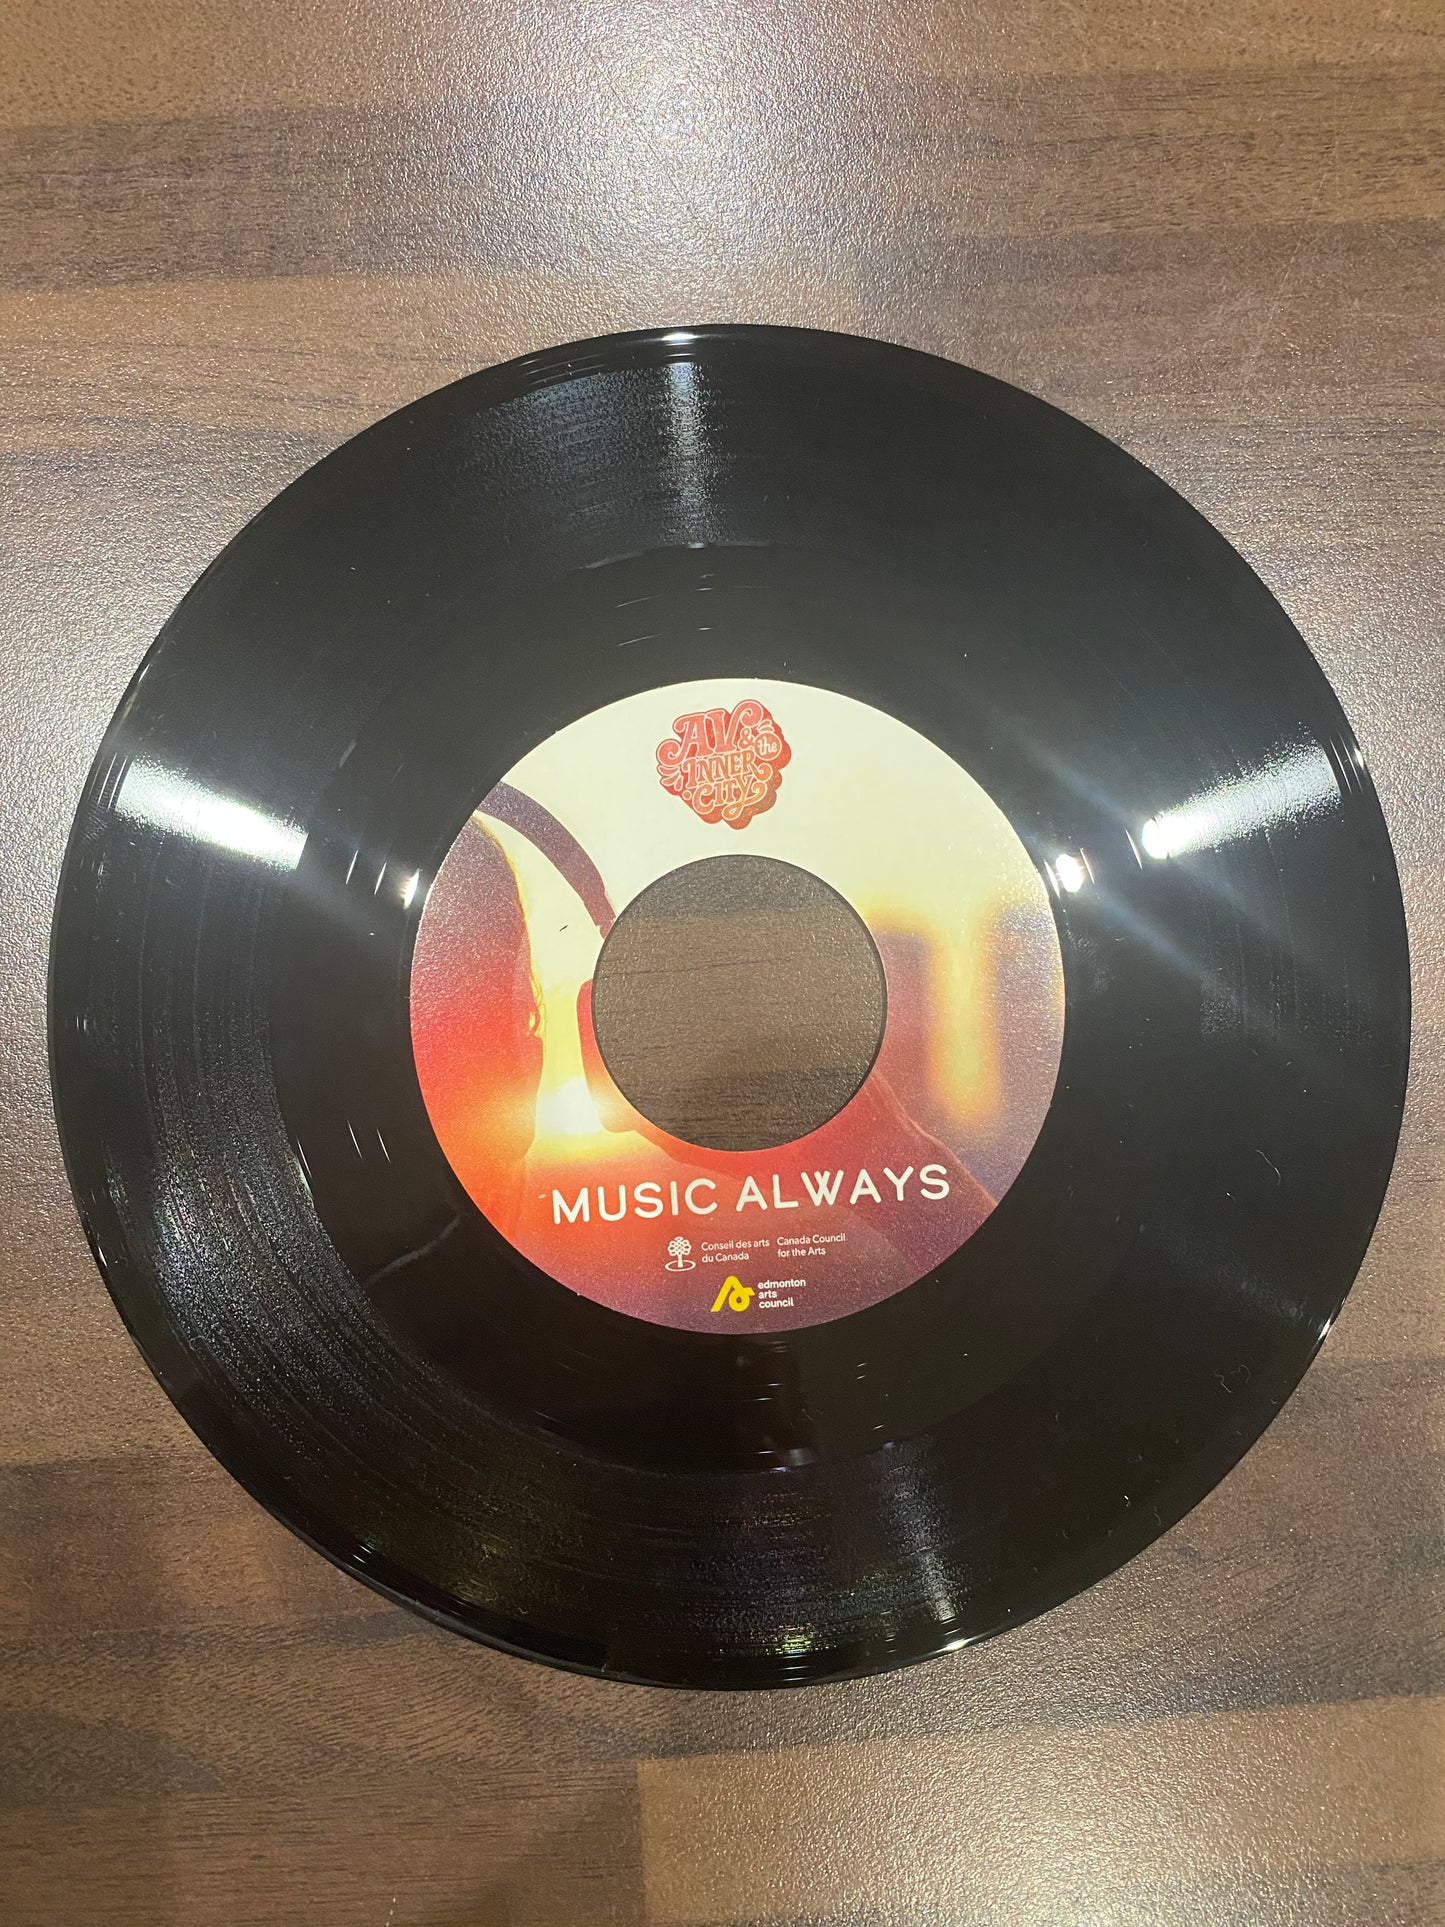 AV & the
INNER
CITY
MUSIC ALWAYS
Conseil des arts
du Canada
Canada Council
for the Arts
edmonton
arts
council